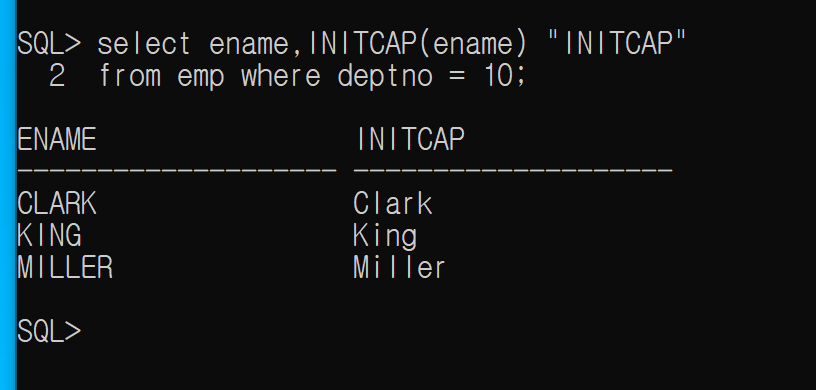 SQL> select ename,INITCAP(ename) "INITCAP"
  2  from emp where deptno = 10;
ENAME                INITCAP
-------------------- --------------------
CLARK                Clark
KING                 King
MILLER               Miller
SQL>